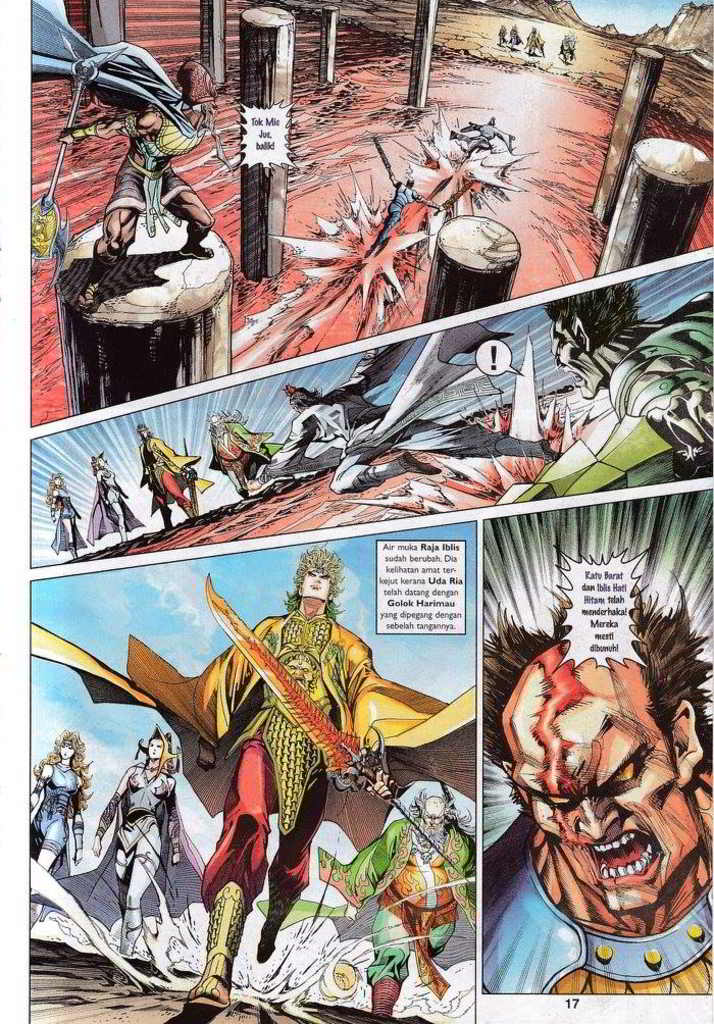 Tok Mie
Jue,
balik!
!
Air muka Raja Iblis
sudah berubah. Dia
kelihatan amat ter-
kejut kerana Uda Ria
telah datang dengan
Golok Harimau
yang dipegang dengan
sebelah tangannya.
Ratu Barat
dan Iblis Hati
Hitam telah
menderhaka!
Mereka
mesti
dibunuh!
17